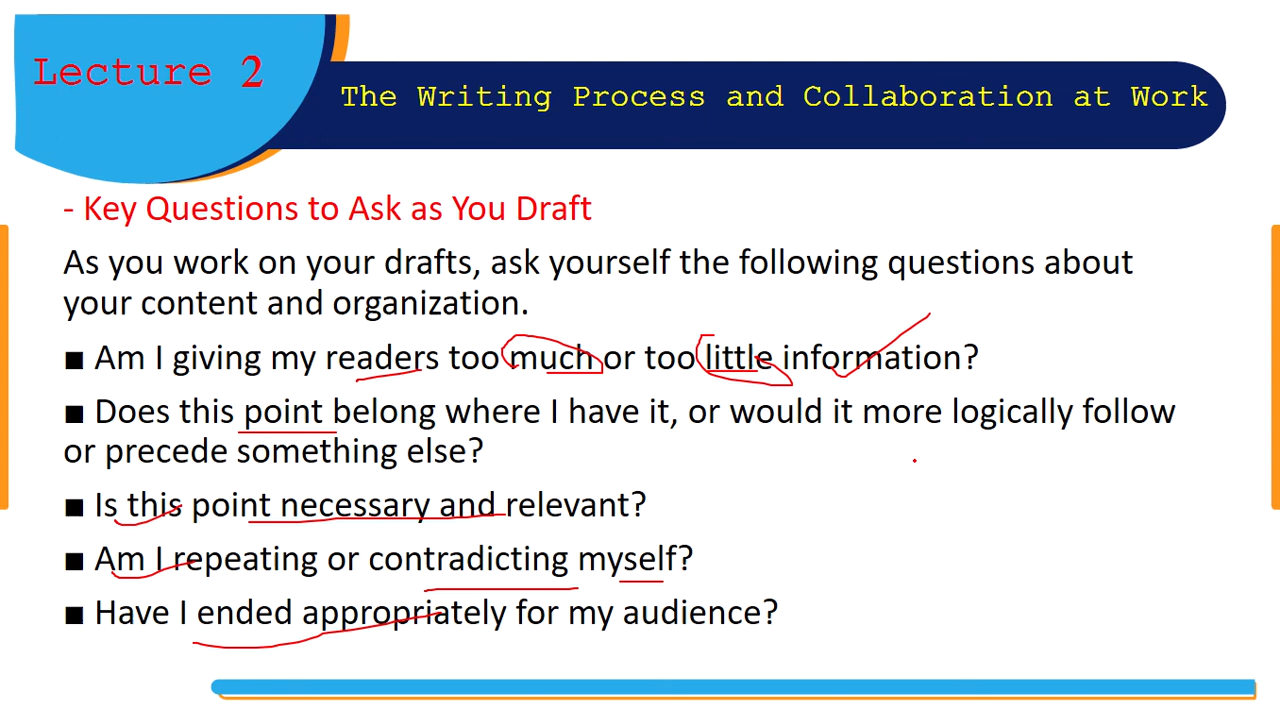 Lecture 2
The Writing Process and Collaboration at Work
- Key Questions to Ask as You Draft
As you work on your drafts, ask yourself the following questions about
your content and organization.
■ Am I giving my readers too much or too little information?
■ Does this point belong where I have it, or would it more logically follow
or precede something else?
■ Is this point necessary and relevant?
■ Am I repeating or contradicting myself?
■ Have I ended appropriately for my audience?